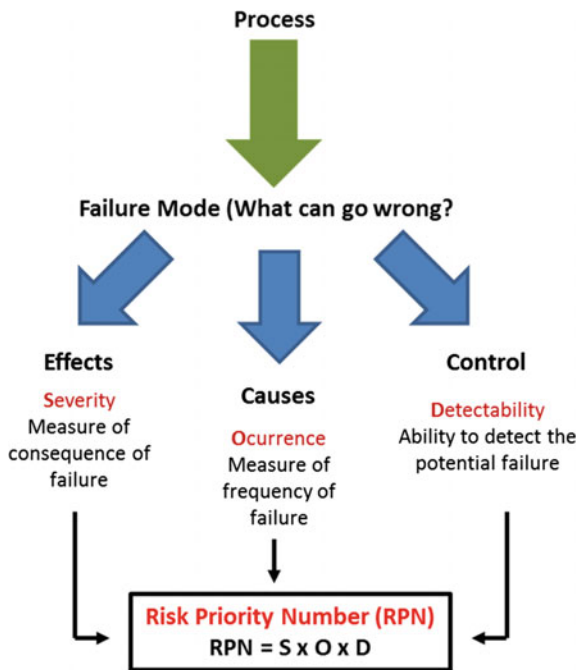 Process
Failure Mode (What can go wrong?
Effects
Severity
Measure of
consequence of
failure
Causes
Ocurrence
Measure of
frequency of
failure
Control
Detectability
Ability to detect the
potential failure
Risk Priority Number (RPN)
RPN = S x O x D